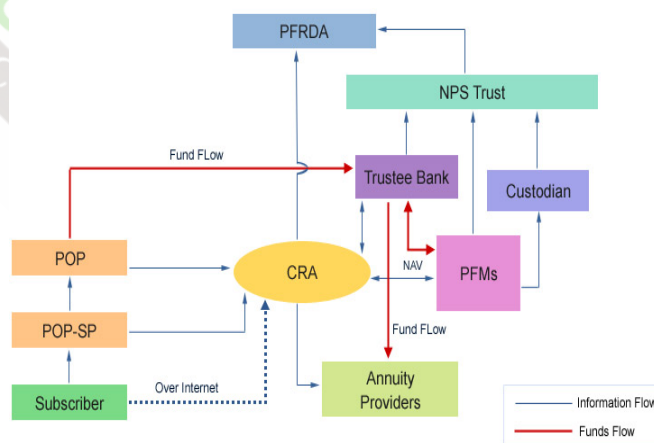 PFRDA
NPS Trust
Fund FLow
Trustee Bank
Custodian
POP
CRA
NAV
PFMs
POP-SP
Fund FLow
Over Internet
Subscriber
Annuity
Providers
Information Flow
Funds Flow